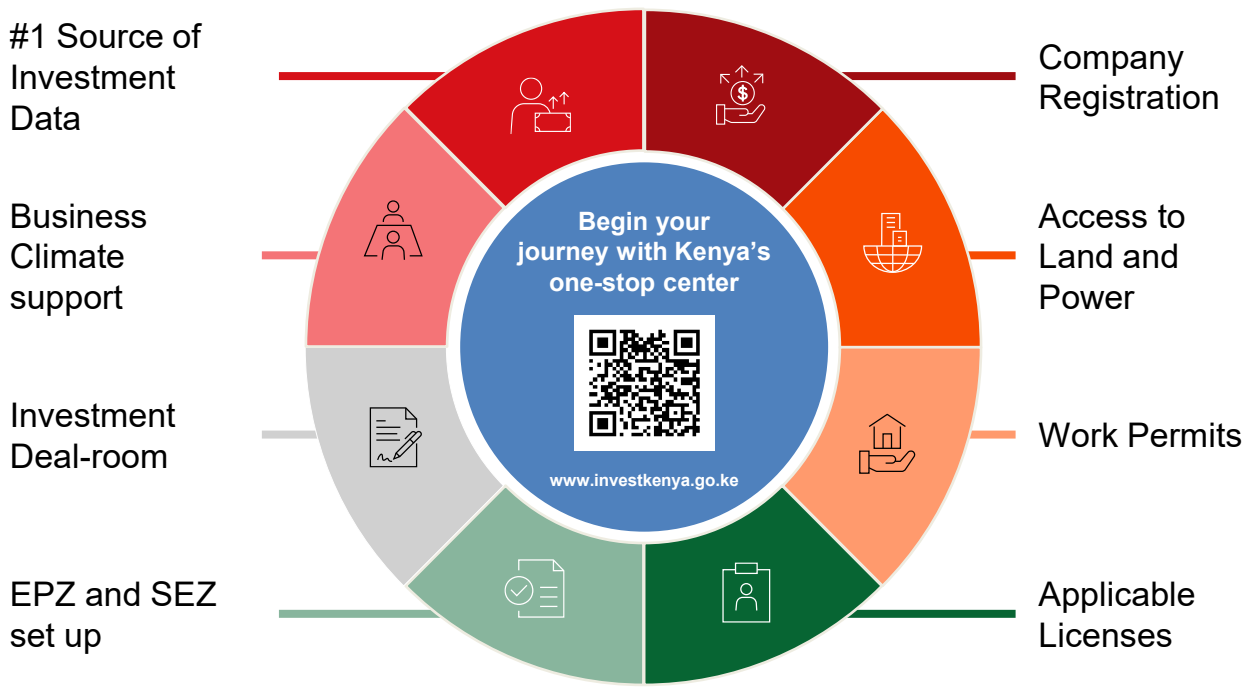 #1 Source of
Investment
Data
Business
Climate
support
Investment
Deal-room
EPZ and SEZ
set up
Begin your
journey with Kenya’s
one-stop center
www.investkenya.go.ke
$
Company
Registration
Access to
Land and
Power
Work Permits
Applicable
Licenses